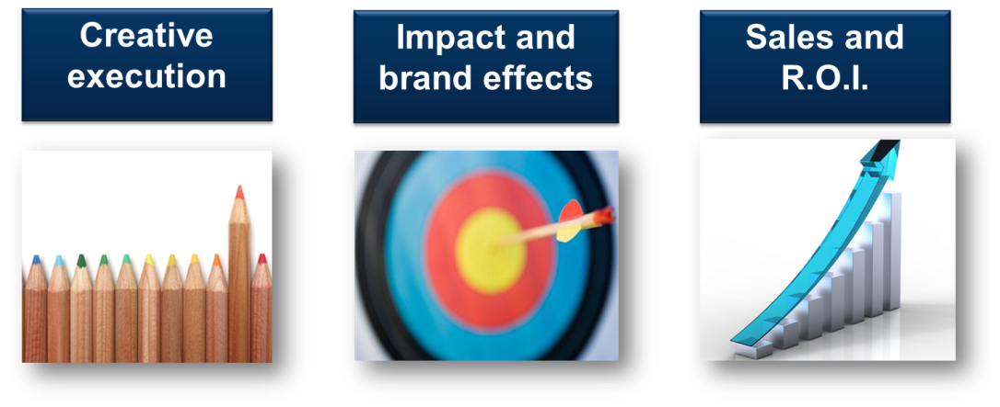 Creative
execution
Impact and
brand effects
Sales and
R.O.I.